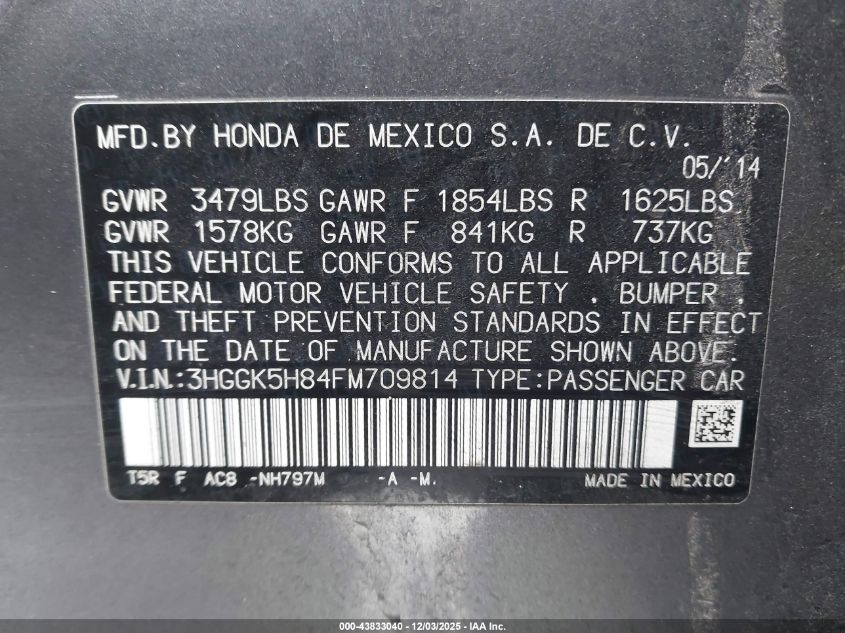 MFD.BY HONDA DE MEXICO S.A. DE C.V.
05/'14
GVWR 3479LBS GAWR F 1854LBS R 1625LBS
GVWR 1578KG GAWR F 841KG R 737KG
THIS VEHICLE CONFORMS TO ALL APPLICABLE
FEDERAL MOTOR VEHICLE SAFETY , BUMPER ,
AND THEFT PREVENTION STANDARDS IN EFFECT
ON THE DATE OF MANUFACTURE SHOWN ABOVE.
V.I.N.:3HGGK5H84FM709814 TYPE:PASSENGER CAR
T5R F AC8 -NH797M -A -M. MADE IN MEXICO
000-43833040 - 12/03/2025 - IAA Inc.